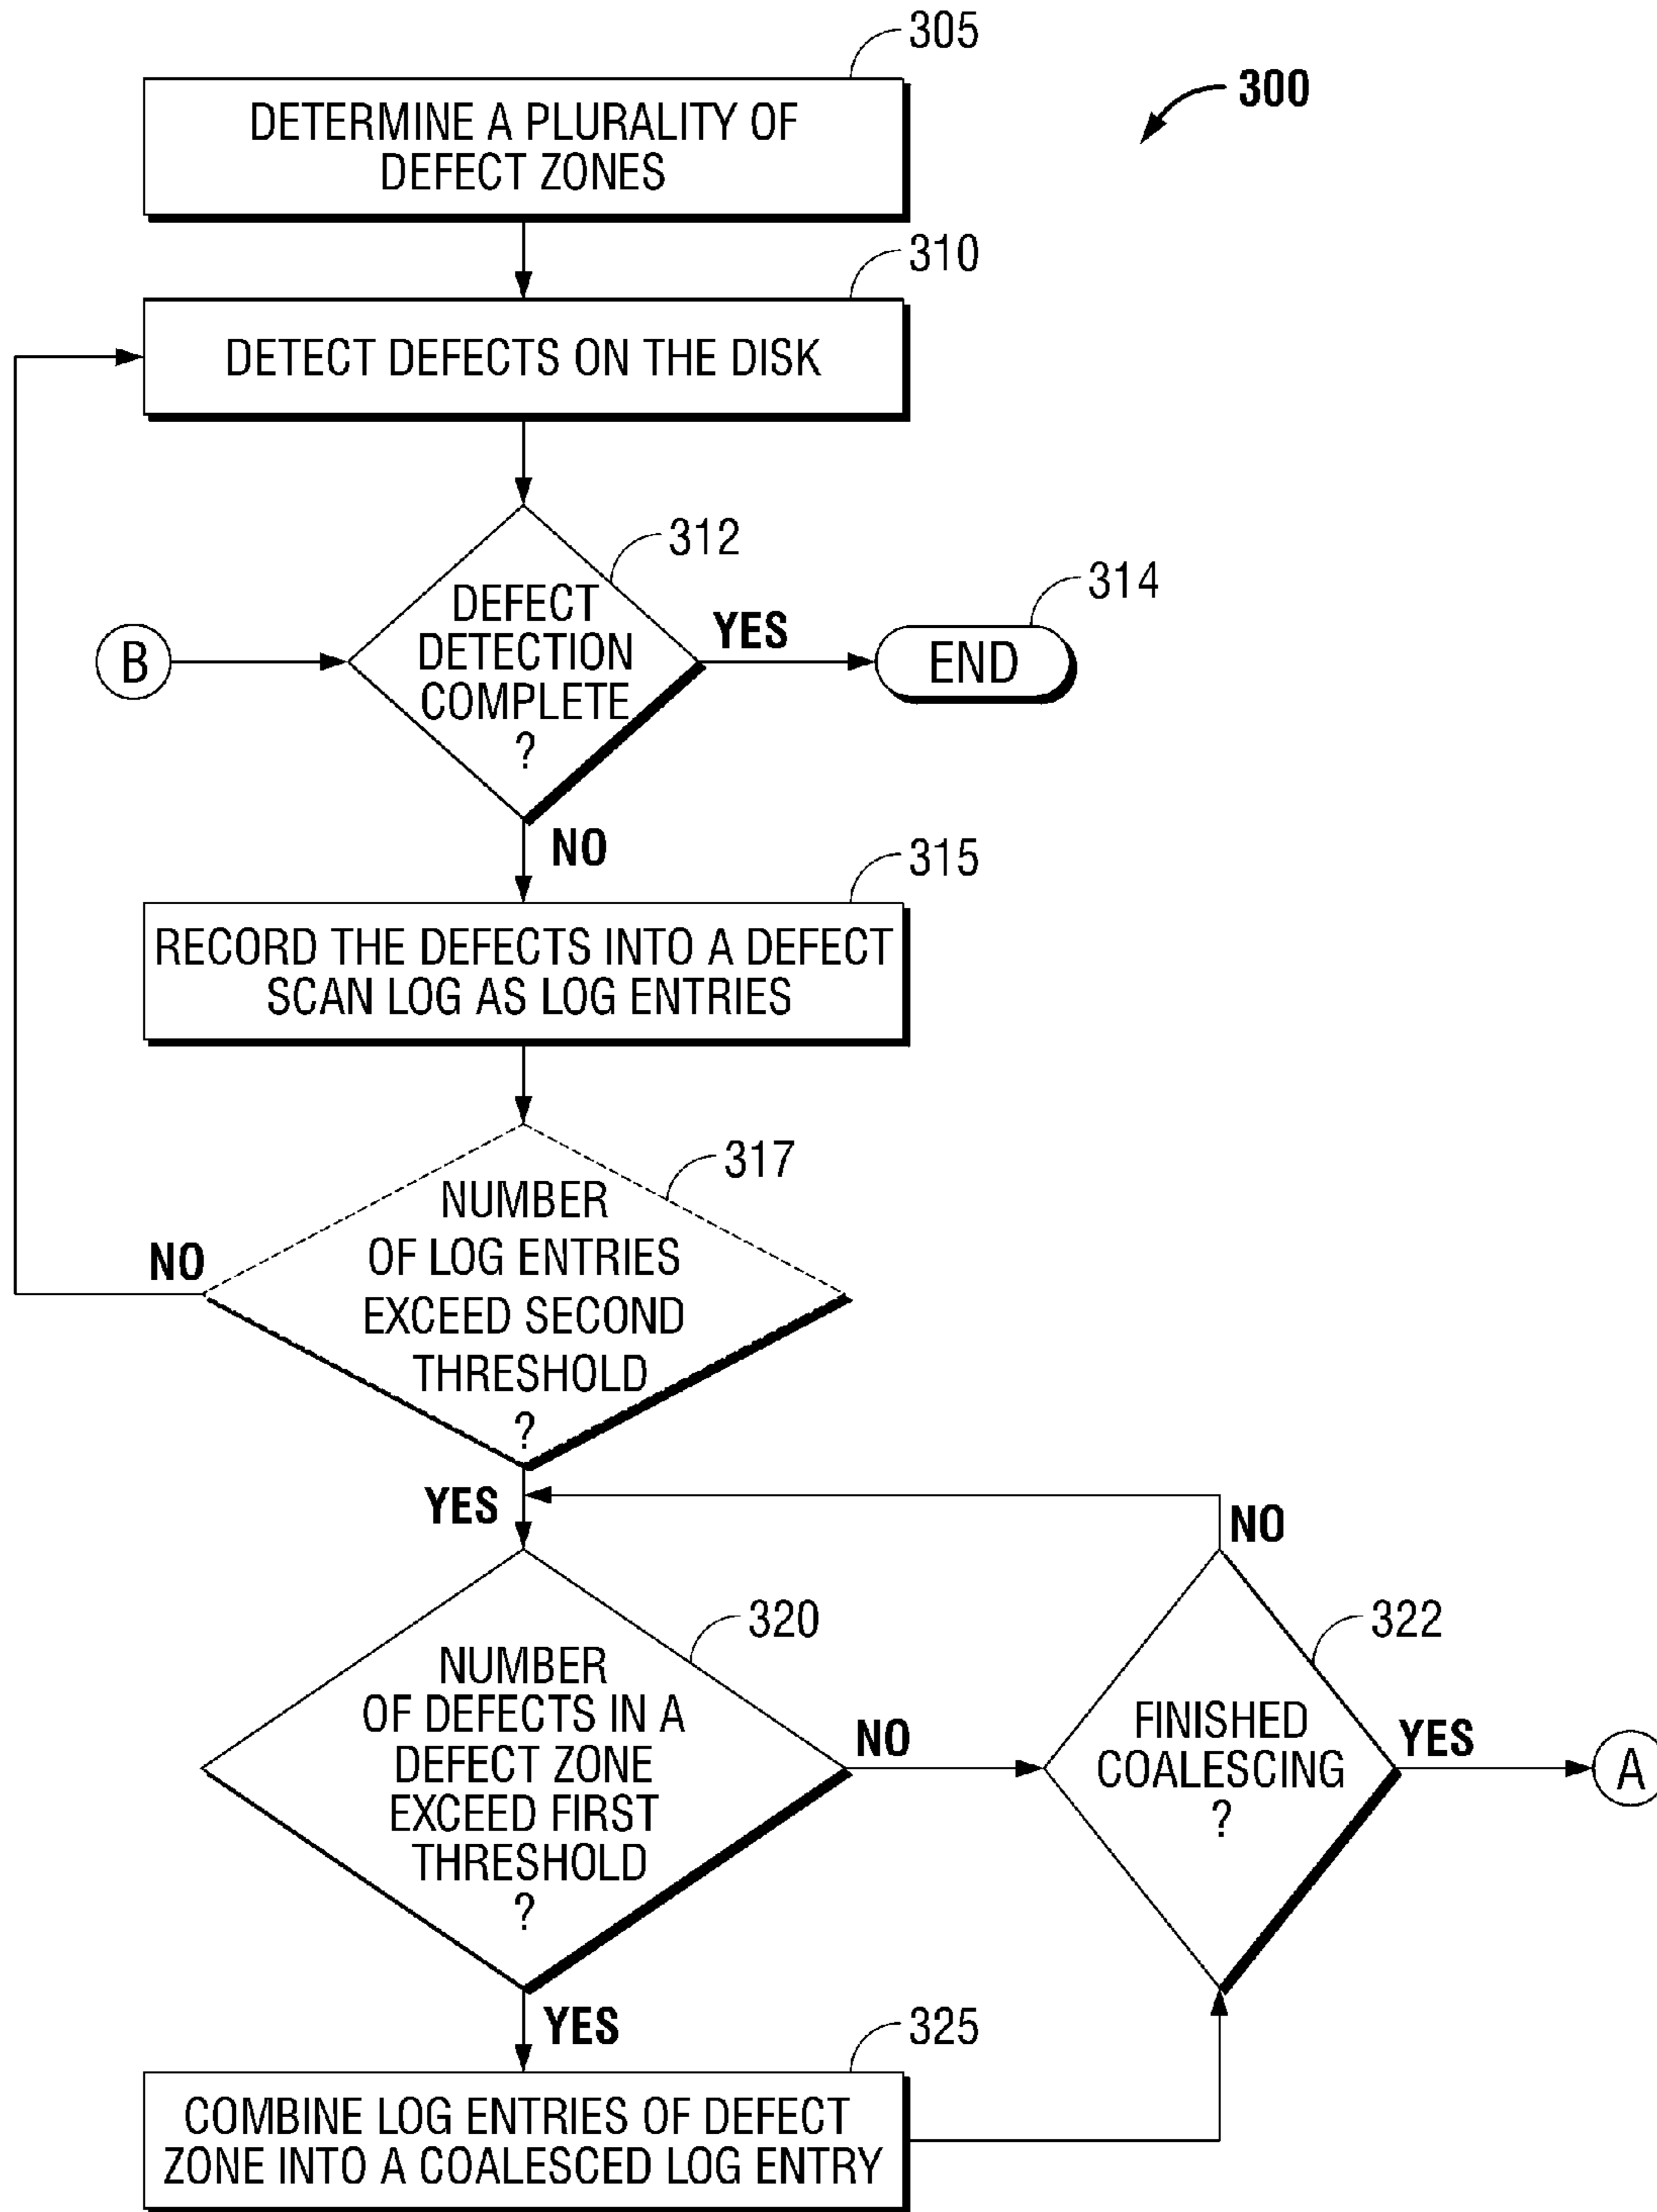 305
300
DETERMINE A PLURALITY OF
DEFECT ZONES
310
DETECT DEFECTS ON THE DISK
312
DEFECT
DETECTION
COMPLETE
?
B
YES
314
END
NO
315
RECORD THE DEFECTS INTO A DEFECT
SCAN LOG AS LOG ENTRIES
317
NUMBER
OF LOG ENTRIES
EXCEED SECOND
THRESHOLD
?
NO
YES
320
NUMBER
OF DEFECTS IN A
DEFECT ZONE
EXCEED FIRST
THRESHOLD
?
NO
322
FINISHED
COALESCING
?
NO
YES
A
YES
325
COMBINE LOG ENTRIES OF DEFECT
ZONE INTO A COALESCED LOG ENTRY